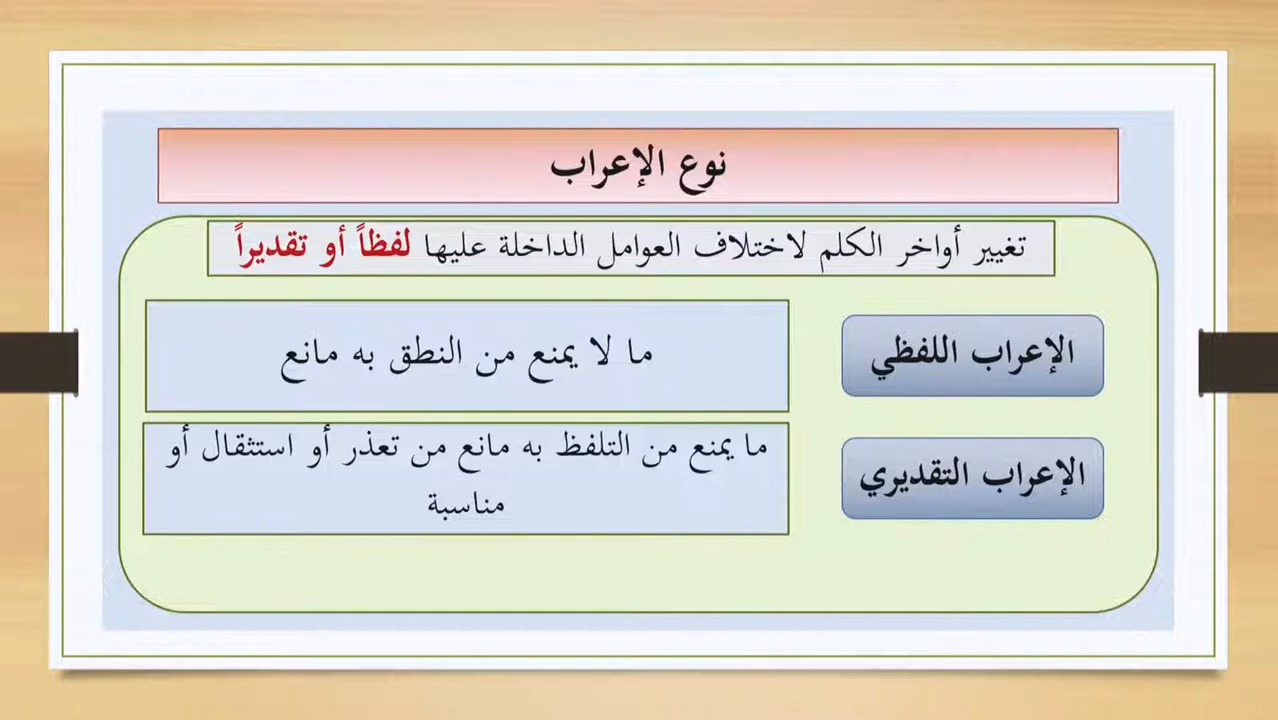 نوع الإعراب
تغيير أواخر الكلم لاختلاف العوامل الداخلة عليها لفظاً أو تقديراً
الإعراب اللفظي
ما لا يمنع من النطق به مانع
الإعراب التقديري
ما يمنع من التلفظ به مانع من تعذر أو استثقال أو
مناسبة